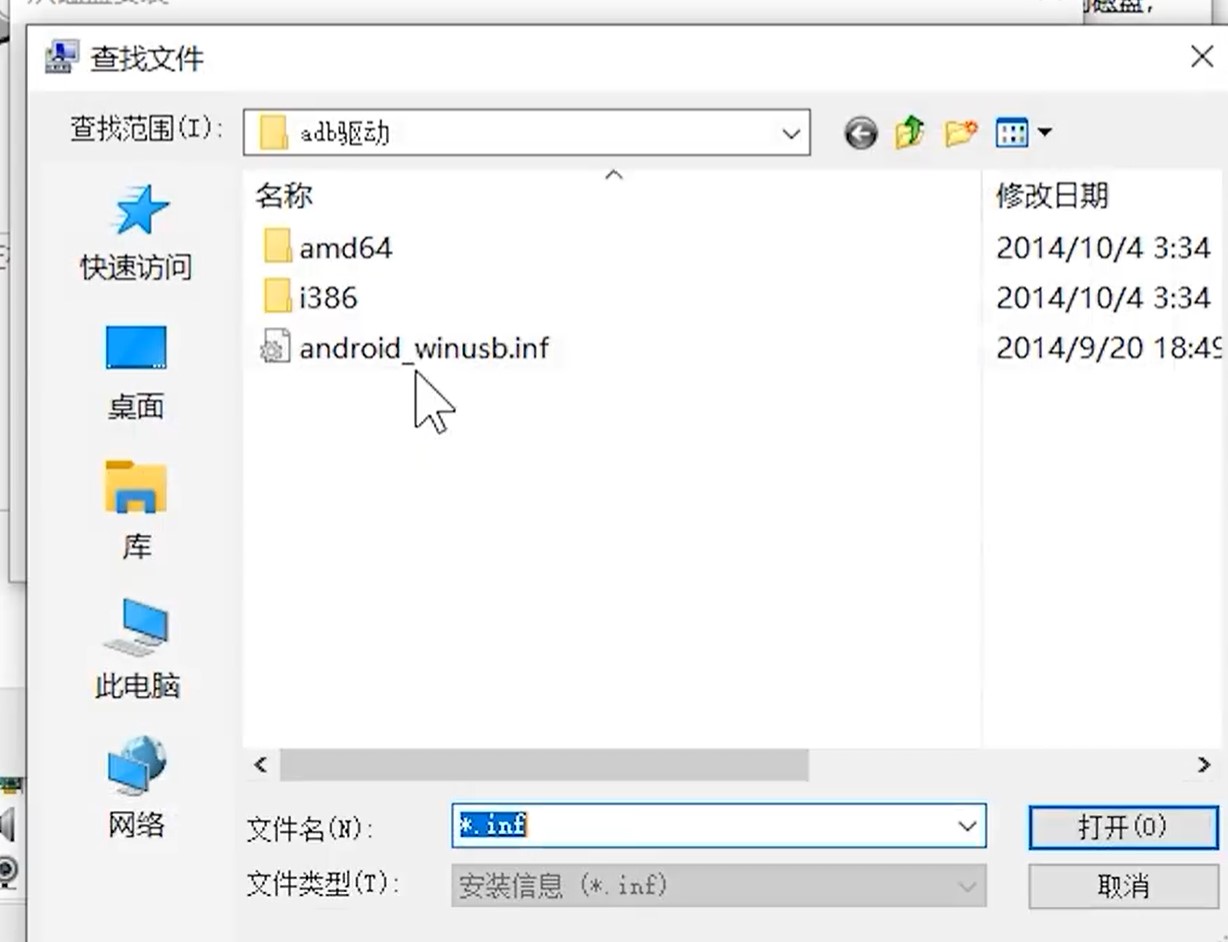 磁盘,
查找文件
查找范围(I):
adb驱动
名称
修改日期
amd64
2014/10/4 3:34
i386
2014/10/4 3:34
android_winusb.inf
2014/9/20 18:49
快速访问
桌面
库
此电脑
网络
文件名(N):
*.inf
打开(O)
文件类型(T):
安装信息 (*.inf)
取消